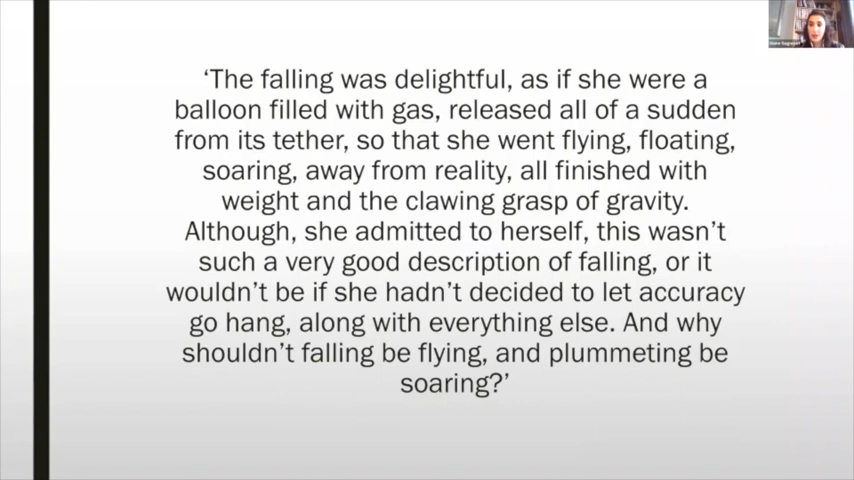 ‘The falling was delightful, as if she were a
balloon filled with gas, released all of a sudden
from its tether, so that she went flying, floating,
soaring, away from reality, all finished with
weight and the clawing grasp of gravity.
Although, she admitted to herself, this wasn’t
such a very good description of falling, or it
wouldn’t be if she hadn’t decided to let accuracy
go hang, along with everything else. And why
shouldn’t falling be flying, and plummeting be
soaring?’